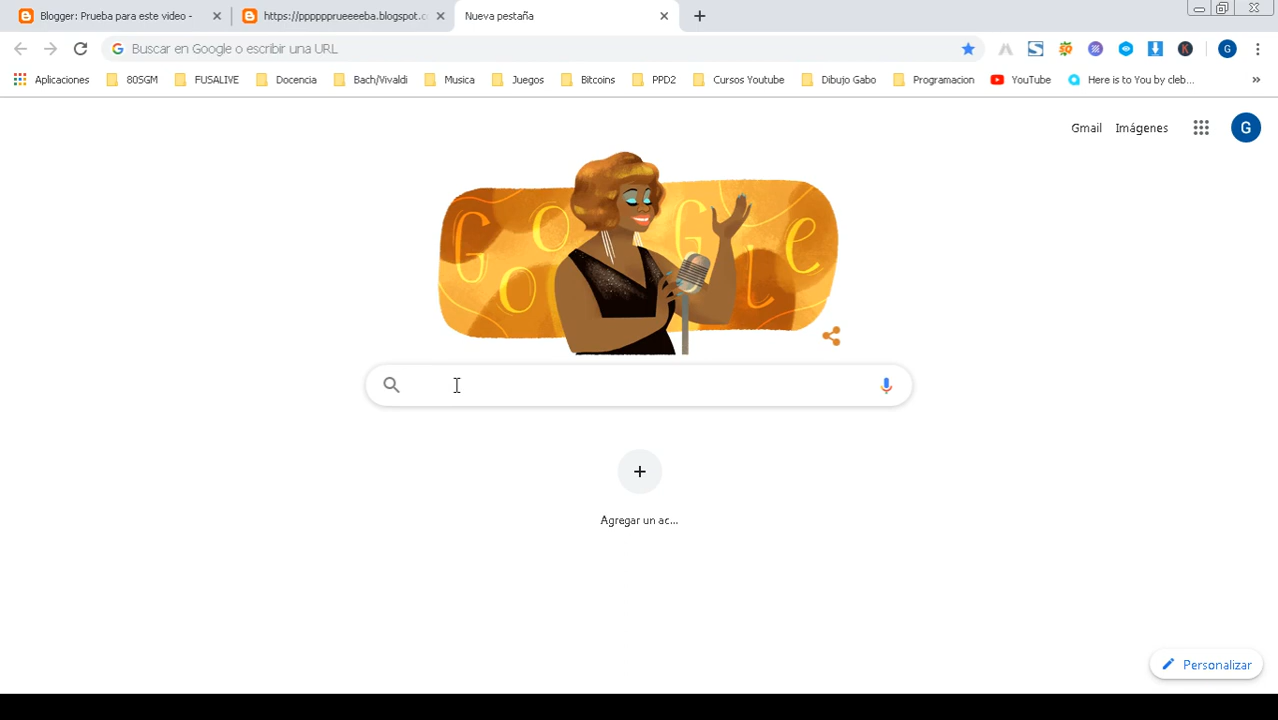 Blogger: Prueba para este video -
https://ppppppprueeeeba.blogspot.c
Nueva pestaña
Buscar en Google o escribir una URL
G
Aplicaciones
80SGM
FUSALIVE
Docencia
Bach/Vivaldi
Musica
Juegos
Bitcoins
PPD2
Cursos Youtube
Dibujo Gabo
Programacion
YouTube
Here is to You by cleb...
Gmail
Imágenes
G
Google
Agregar un ac...
Personalizar